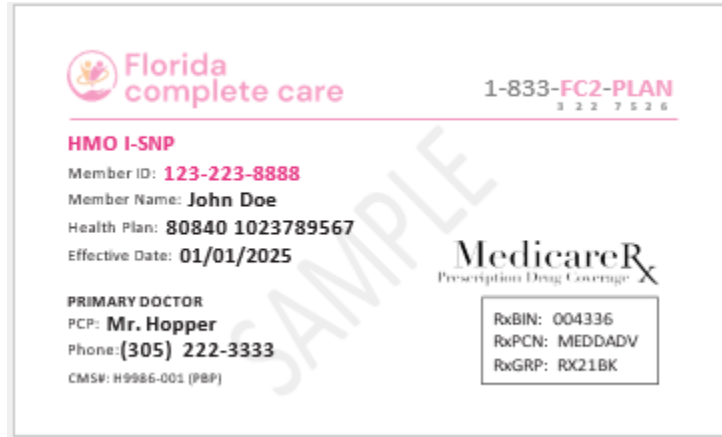 Florida
complete care
1-833-FC2-PLAN
3 2 2 7 5 2 6
HMO I-SNP
Member ID: 123-223-8888
Member Name: John Doe
Health Plan: 80840 1023789567
Effective Date: 01/01/2025
PRIMARY DOCTOR
PCP: Mr. Hopper
Phone:(305) 222-3333
CMS#: H9986-001 (PBP)
MedicareRx
Prescription Drug Coverage
RxBIN: 004336
RxPCN: MEDDADV
RxGRP: RX21BK
SAMPLE